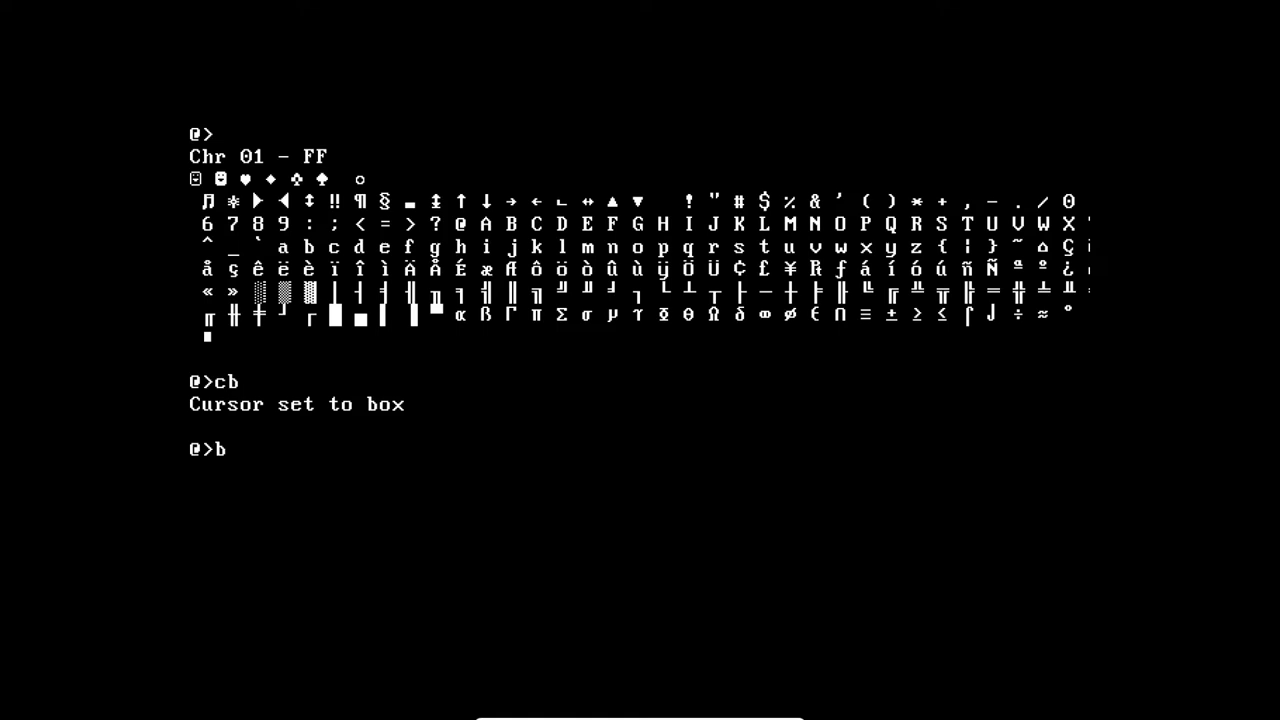 @>
Chr 01 - FF
☺ ☻ ♥ ♦ ♣ ♠ ○
♫ ☼ ► ◄ ↕ ‼ ¶ § ▬ ↨ ↑ ↓ → ← ∟ ↔ ▲ ▼ ! " # $ % & ' ( ) * + , - . / 0
6 7 8 9 : ; < = > ? @ A B C D E F G H I J K L M N O P Q R S T U V W X
^ _ ` a b c d e f g h i j k l m n o p q r s t u v w x y z { ¦ } ~ ⌂ Ç
å ç ê ë è ï î ì Ä Å É æ Æ ô ö ò û ù ÿ Ö Ü ¢ £ ¥ ₧ ƒ á í ó ú ñ Ñ ª º ¿
« » ░ ▒ ▓ │ ┤ ╡ ╢ ╖ ╕ ╣ ║ ╗ ╝ ╜ ╛ ┐ └ ┴ ┬ ├ ─ ┼ ╞ ╟ ╚ ╔ ╩ ╦ ╠ ═ ╬ ╧ ╨
╓ ╫ ╪ ┘ ┌ █ ▄ ▌ ▐ ▀ α ß Γ π Σ σ µ τ Φ Θ Ω δ ∞ ø ∈ ∩ ≡ ± ≥ ≤ ⌠ ⌡ ÷ ≈ °
■
@>cb
Cursor set to box
@>b